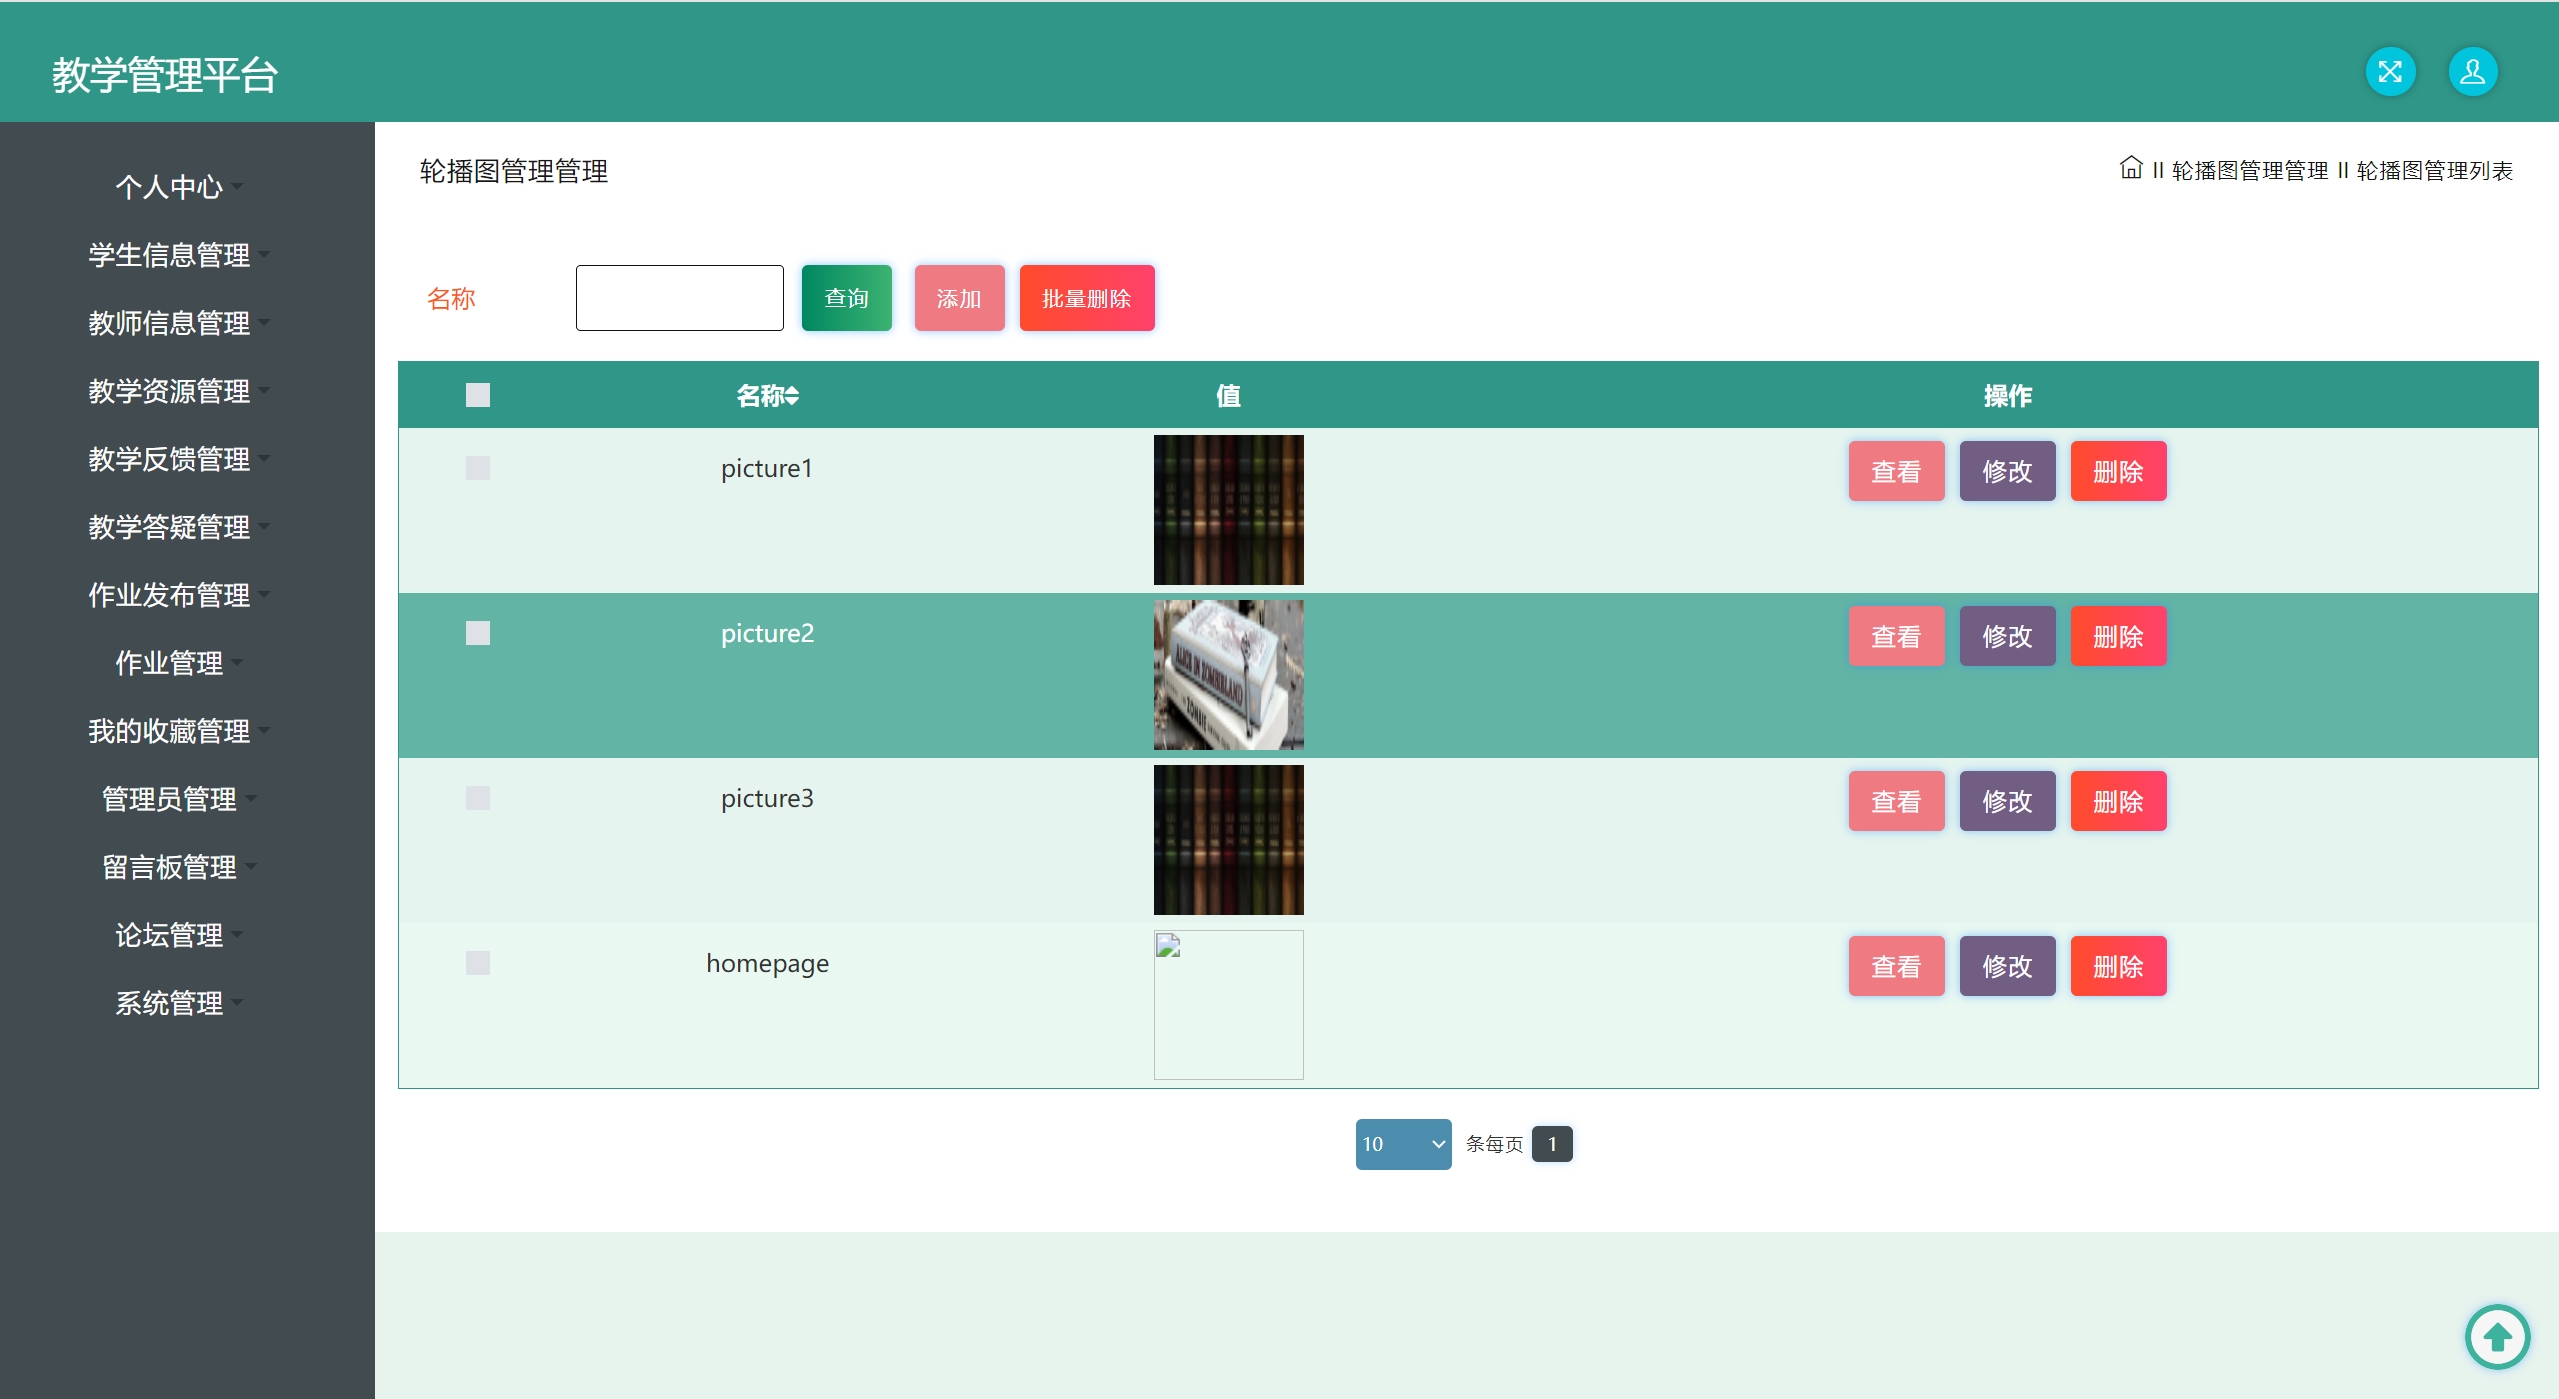 教学管理平台
个人中心
学生信息管理
教师信息管理
教学资源管理
教学反馈管理
教学答疑管理
作业发布管理
作业管理
我的收藏管理
管理员管理
留言板管理
论坛管理
系统管理
轮播图管理管理
II 轮播图管理管理 II 轮播图管理列表
名称 查询 添加 批量删除
名称 值 操作
picture1 查看 修改 删除
picture2 查看 修改 删除
ALICE IN ZOMBIELAND
ZOMBIE
picture3 查看 修改 删除
homepage 查看 修改 删除
10 条每页 1